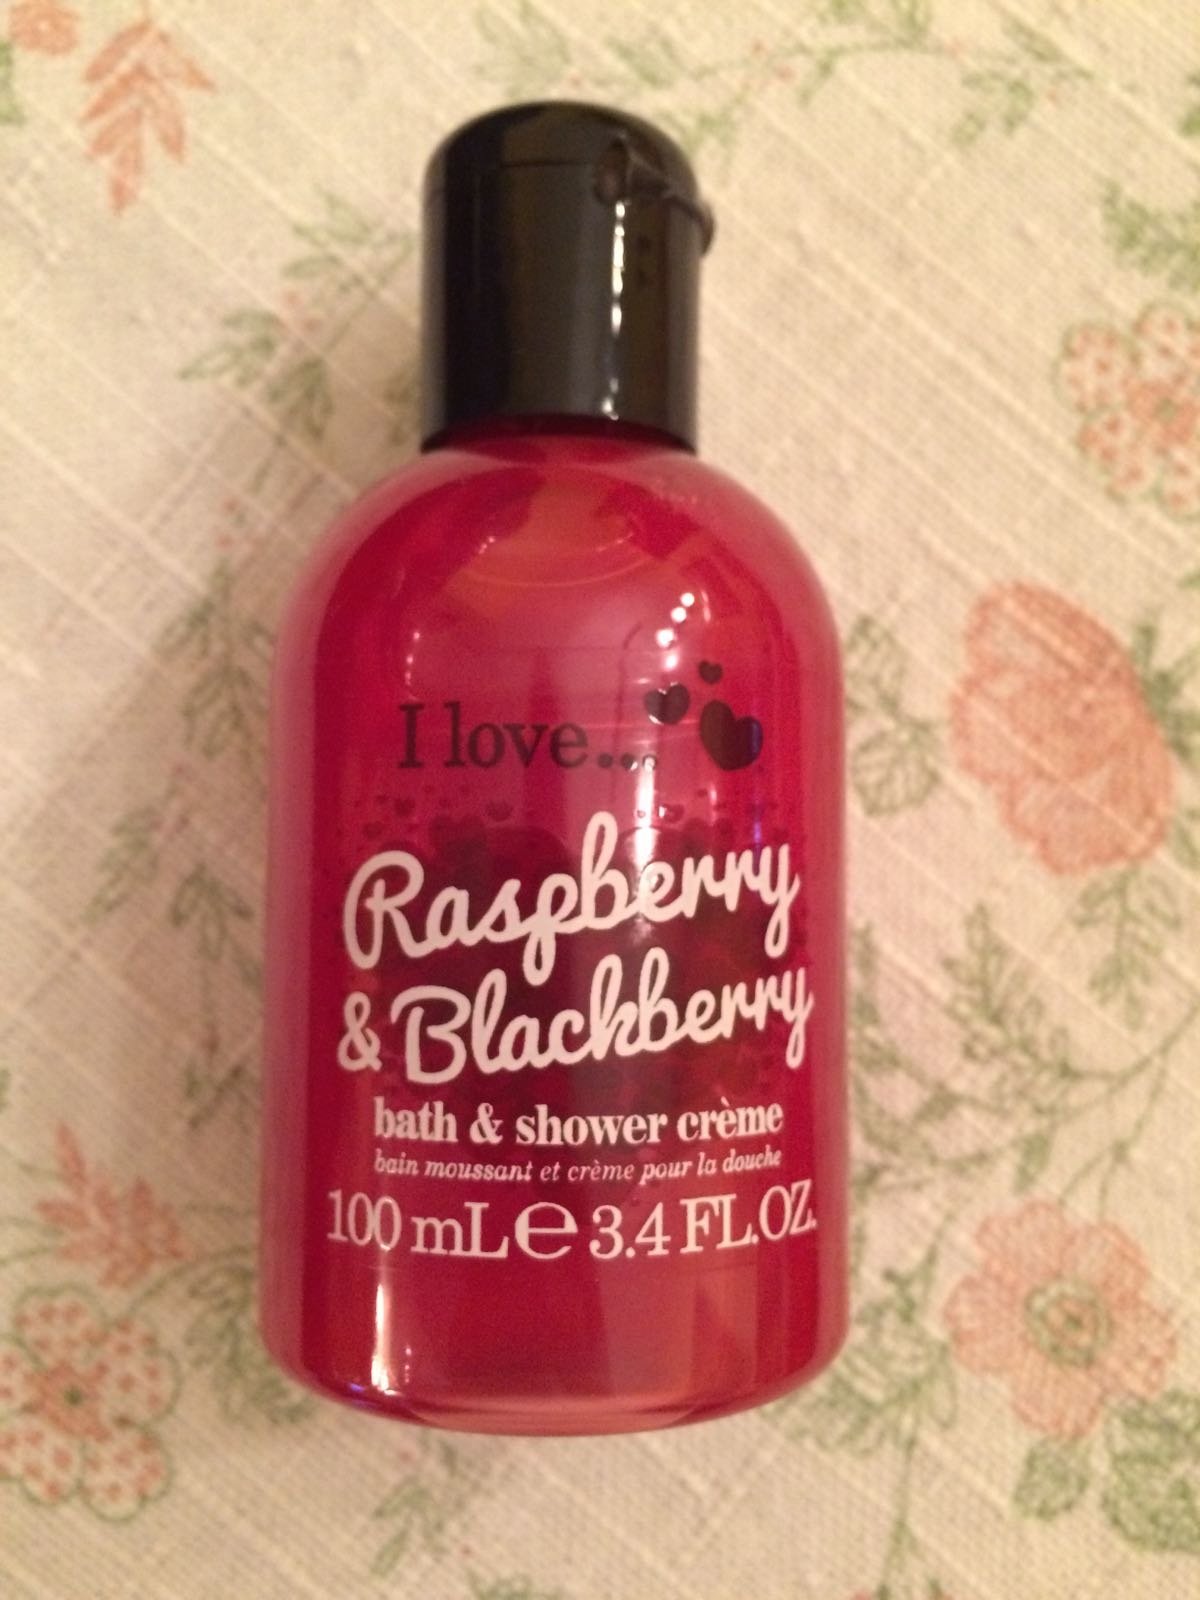 I love...
Raspberry
& Blackberry
bath & shower crème
bain moussant et crème pour la douche
100 mL ℮ 3.4 FL.OZ.